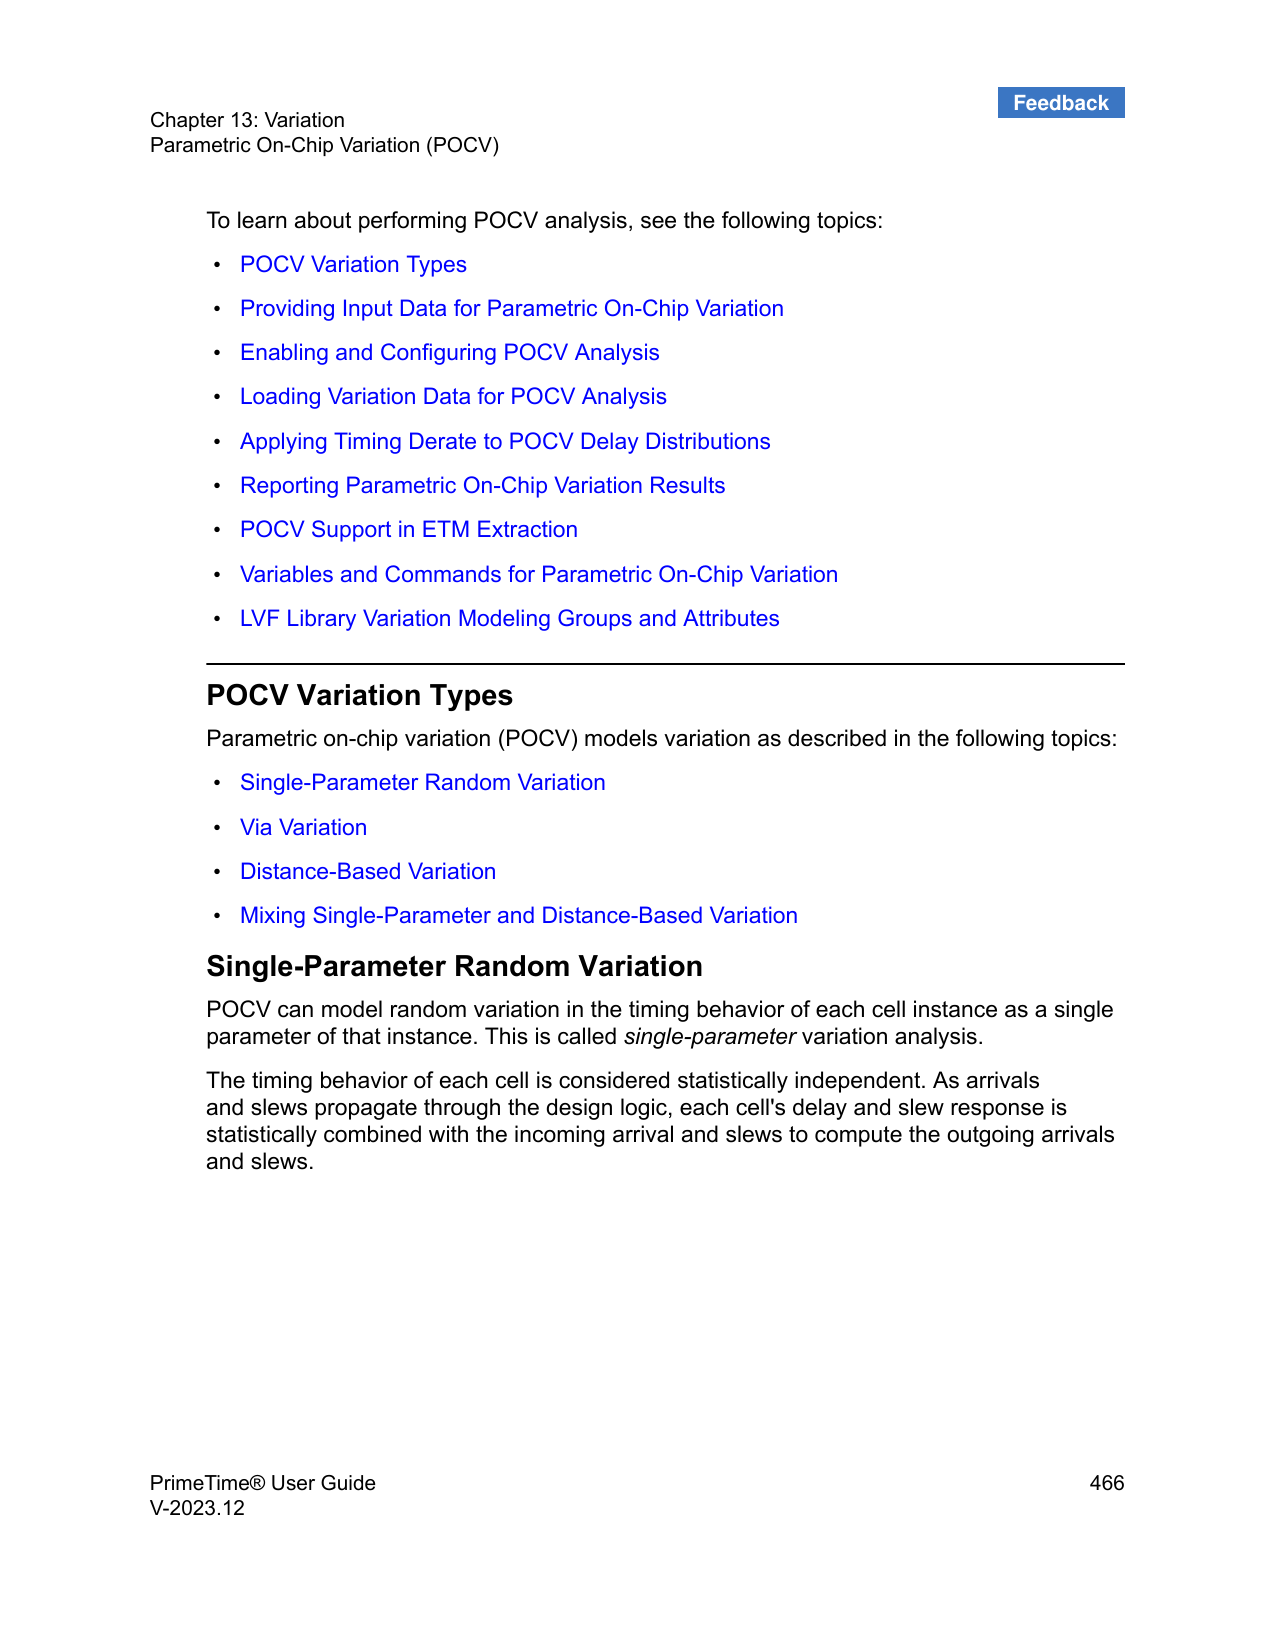 Feedback
Chapter 13: Variation
Parametric On-Chip Variation (POCV)
To learn about performing POCV analysis, see the following topics:
• POCV Variation Types
• Providing Input Data for Parametric On-Chip Variation
• Enabling and Configuring POCV Analysis
• Loading Variation Data for POCV Analysis
• Applying Timing Derate to POCV Delay Distributions
• Reporting Parametric On-Chip Variation Results
• POCV Support in ETM Extraction
• Variables and Commands for Parametric On-Chip Variation
• LVF Library Variation Modeling Groups and Attributes
POCV Variation Types
Parametric on-chip variation (POCV) models variation as described in the following topics:
• Single-Parameter Random Variation
• Via Variation
• Distance-Based Variation
• Mixing Single-Parameter and Distance-Based Variation
Single-Parameter Random Variation
POCV can model random variation in the timing behavior of each cell instance as a single
parameter of that instance. This is called single-parameter variation analysis.
The timing behavior of each cell is considered statistically independent. As arrivals
and slews propagate through the design logic, each cell's delay and slew response is
statistically combined with the incoming arrival and slews to compute the outgoing arrivals
and slews.
PrimeTime® User Guide 466
V-2023.12